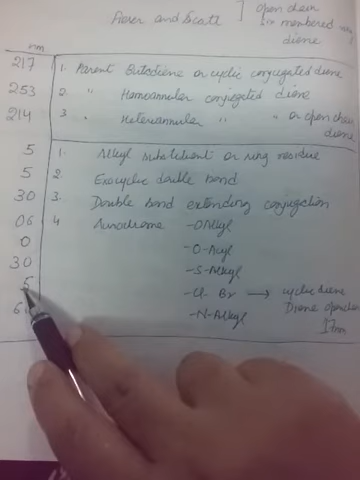 Fieser and Scott ] open chain
or membered ring
diene
nm
217 1. Parent Butadiene or cyclic conjugated diene
253 2. " Homoannular conjugated diene
214 3. " Heteroannular " " or open chain
diene
5 1. Alkyl substituent or ring residue
5 2. Exocyclic double bond
30 3. Double bond extending conjugation
06 4 Auxochrome -OAlkyl
0 -O-Acyl
30 -S-Alkyl
5 -Cl Br → cyclic diene
6 -N-Alkyl Diene open chain
17nm